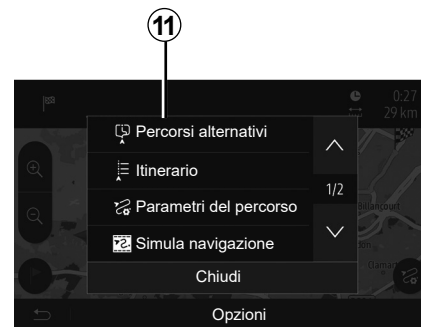 11
0:27
29 km
Percorsi alternativi
Itinerario
1/2
Parametri del percorso
Simula navigazione
Chiudi
Opzioni